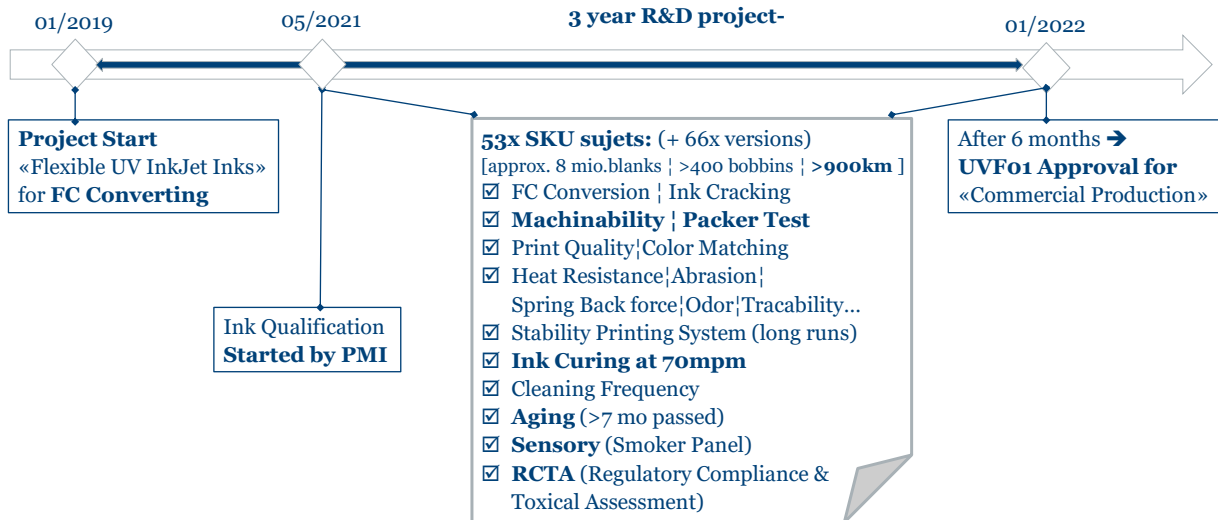 3 year R&D project-
01/2019
05/2021
01/2022
Project Start
«Flexible UV InkJet Inks»
for FC Converting
Ink Qualification
Started by PMI
53x SKU sujets: (+ 66x versions)
[approx. 8 mio.blanks ¦ >400 bobbins ¦ >900km ]
☑ FC Conversion ¦ Ink Cracking
☑ Machinability ¦ Packer Test
☑ Print Quality¦Color Matching
☑ Heat Resistance¦Abrasion¦
Spring Back force¦Odor¦Tracability...
☑ Stability Printing System (long runs)
☑ Ink Curing at 70mpm
☑ Cleaning Frequency
☑ Aging (>7 mo passed)
☑ Sensory (Smoker Panel)
☑ RCTA (Regulatory Compliance &
Toxical Assessment)
After 6 months ➔
UVF01 Approval for
«Commercial Production»